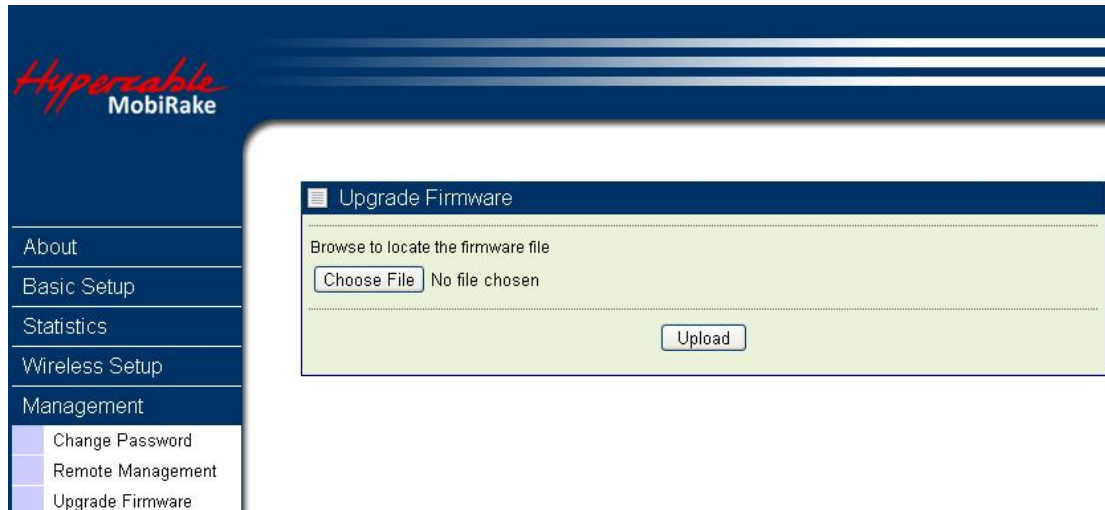 Hypercable
MobiRake
About
Basic Setup
Statistics
Wireless Setup
Management
Change Password
Remote Management
Upgrade Firmware
Upgrade Firmware
Browse to locate the firmware file
Choose File No file chosen
Upload